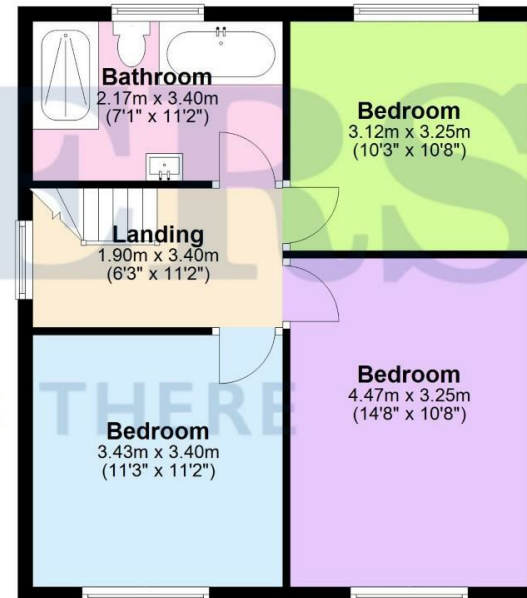 Bathroom
2.17m x 3.40m
(7'1" x 11'2")
Bedroom
3.12m x 3.25m
(10'3" x 10'8")
Landing
1.90m x 3.40m
(6'3" x 11'2")
Bedroom
4.47m x 3.25m
(14'8" x 10'8")
Bedroom
3.43m x 3.40m
(11'3" x 11'2")
ERS
THERE